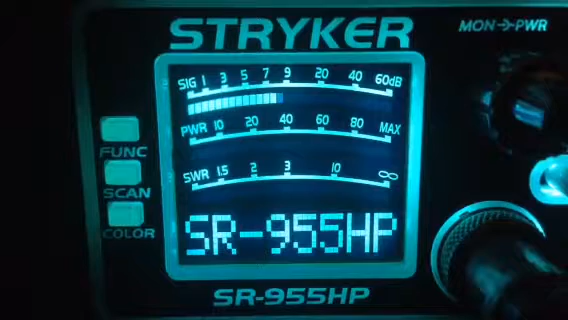 STRYKER
MON PWR
SIG 1 3 5 7 9 20 40 60dB
PWR 10 20 40 60 80 MAX
SWR 1.5 2 3 10 ∞
FUNC
SCAN
COLOR
SR-955HP
SR-955HP